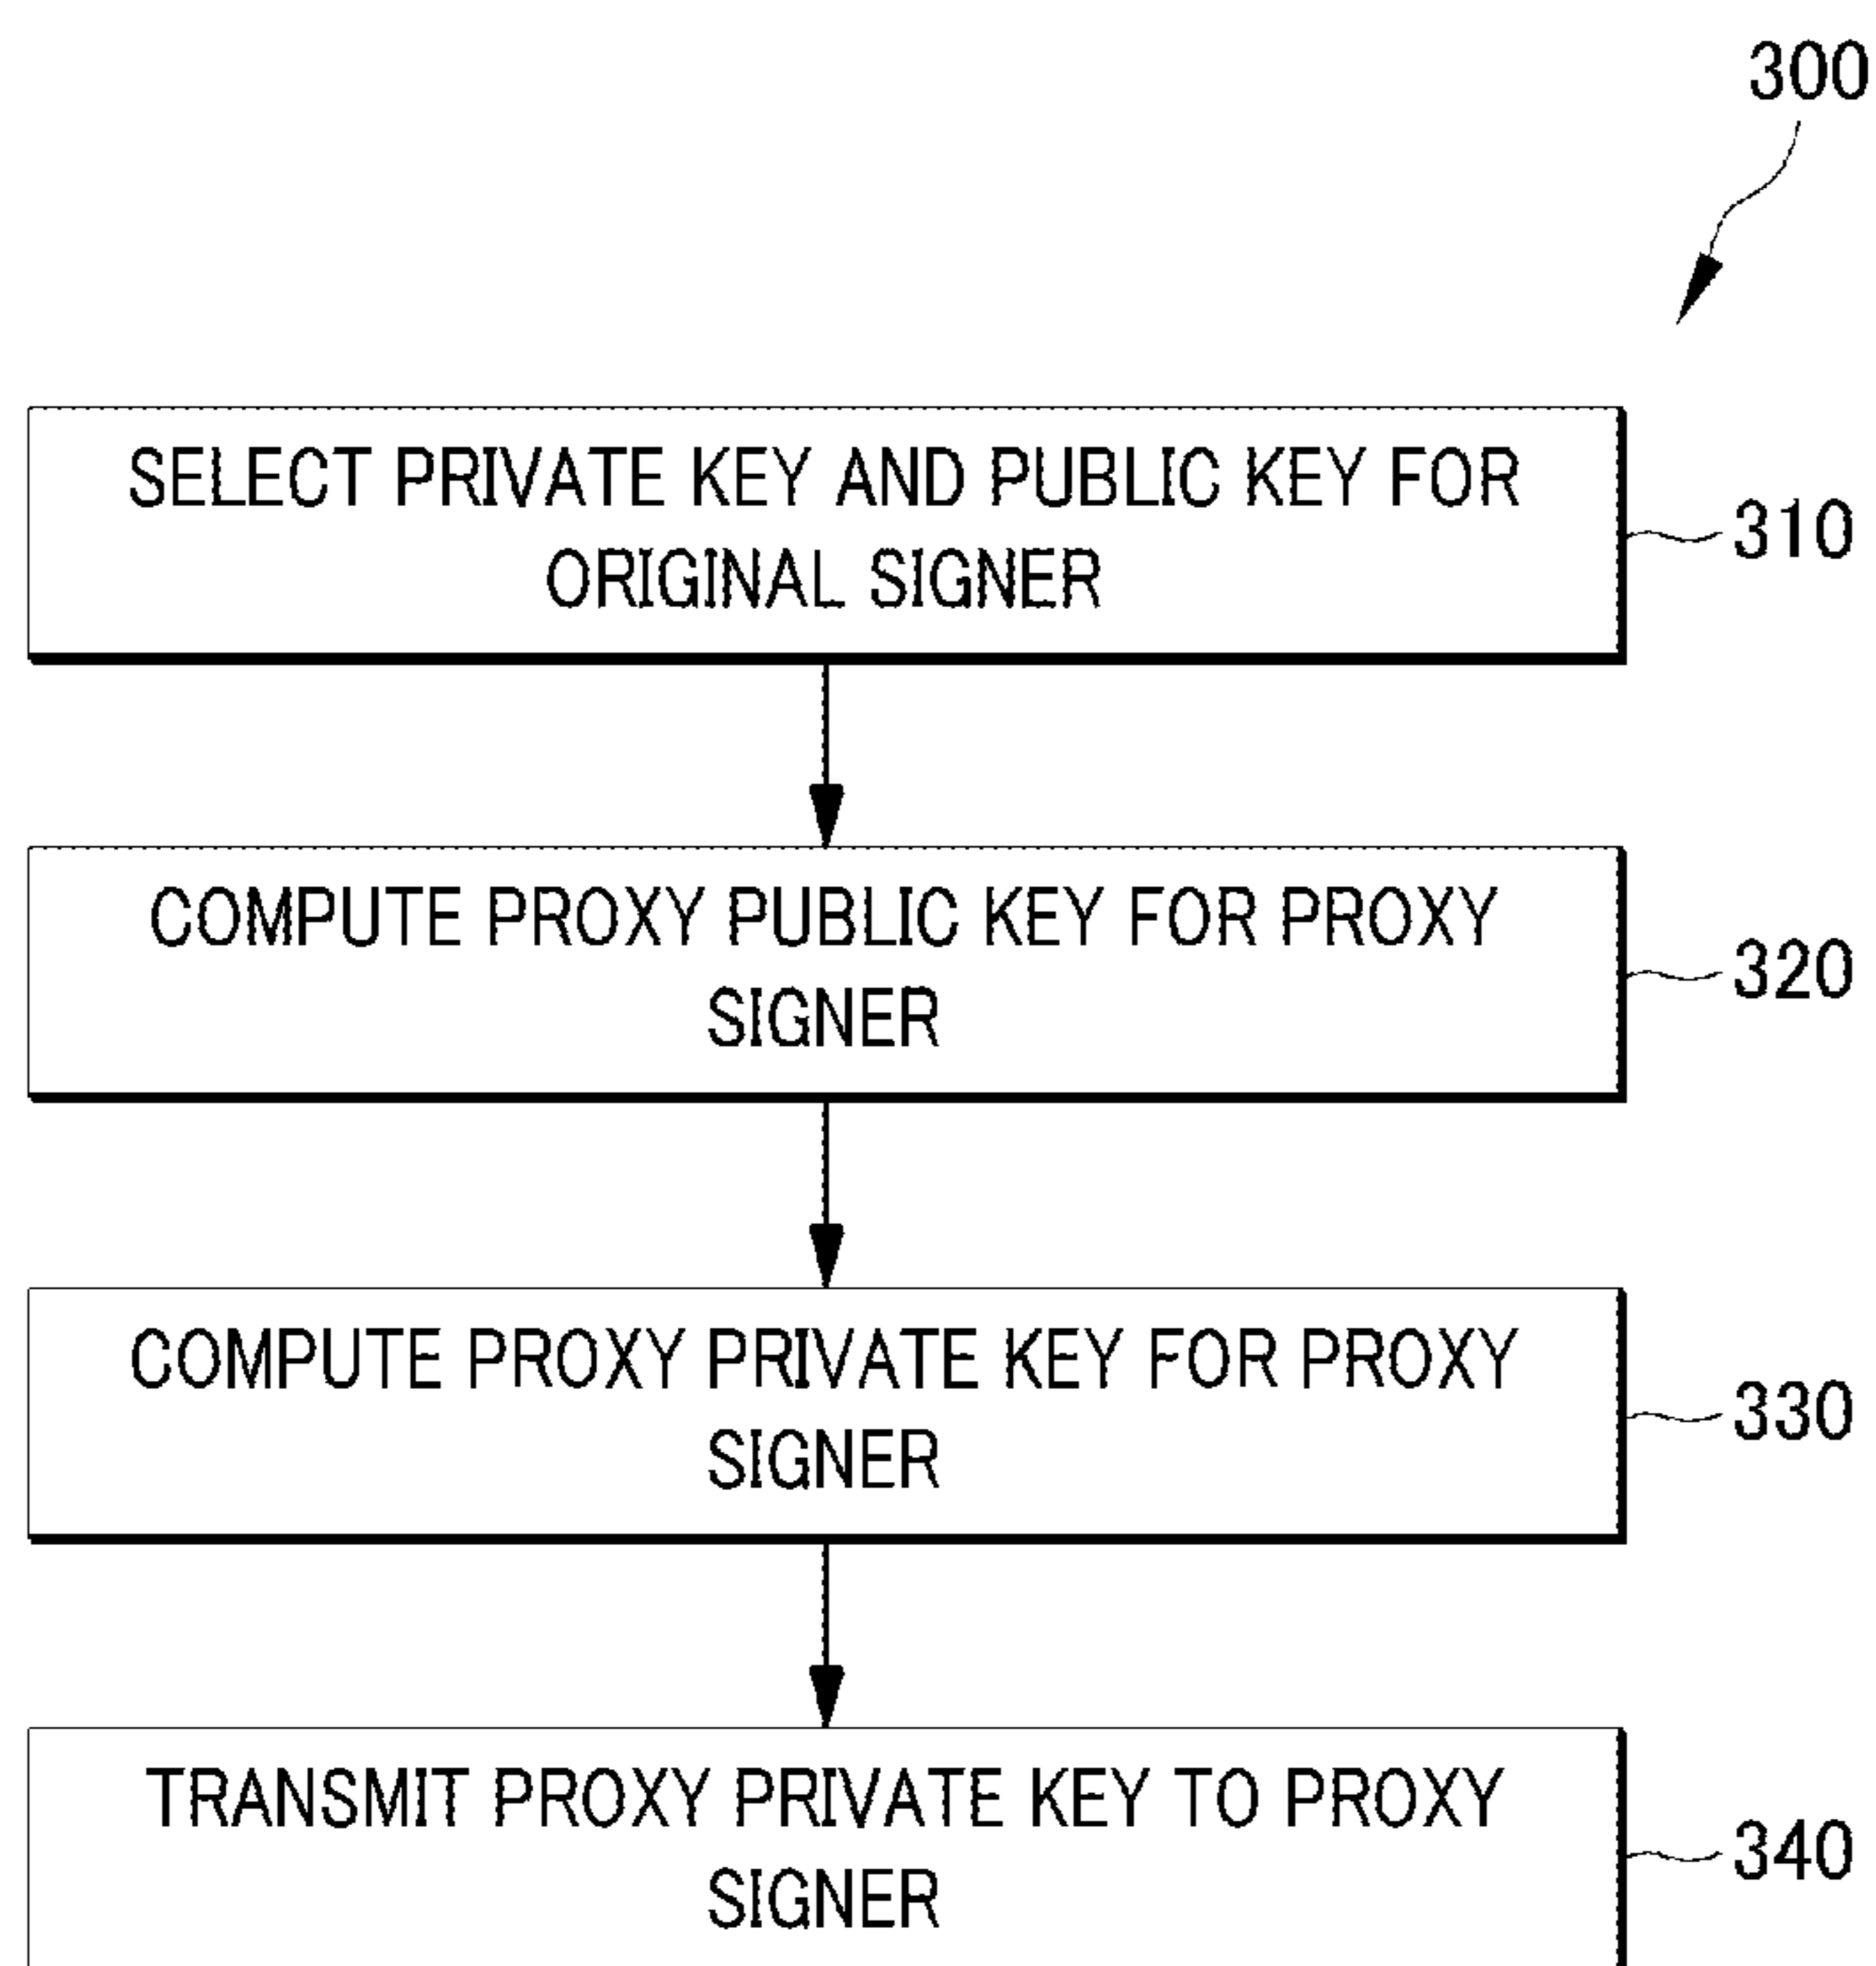 300
SELECT PRIVATE KEY AND PUBLIC KEY FOR
ORIGINAL SIGNER
310
COMPUTE PROXY PUBLIC KEY FOR PROXY
SIGNER
320
COMPUTE PROXY PRIVATE KEY FOR PROXY
SIGNER
330
TRANSMIT PROXY PRIVATE KEY TO PROXY
SIGNER
340